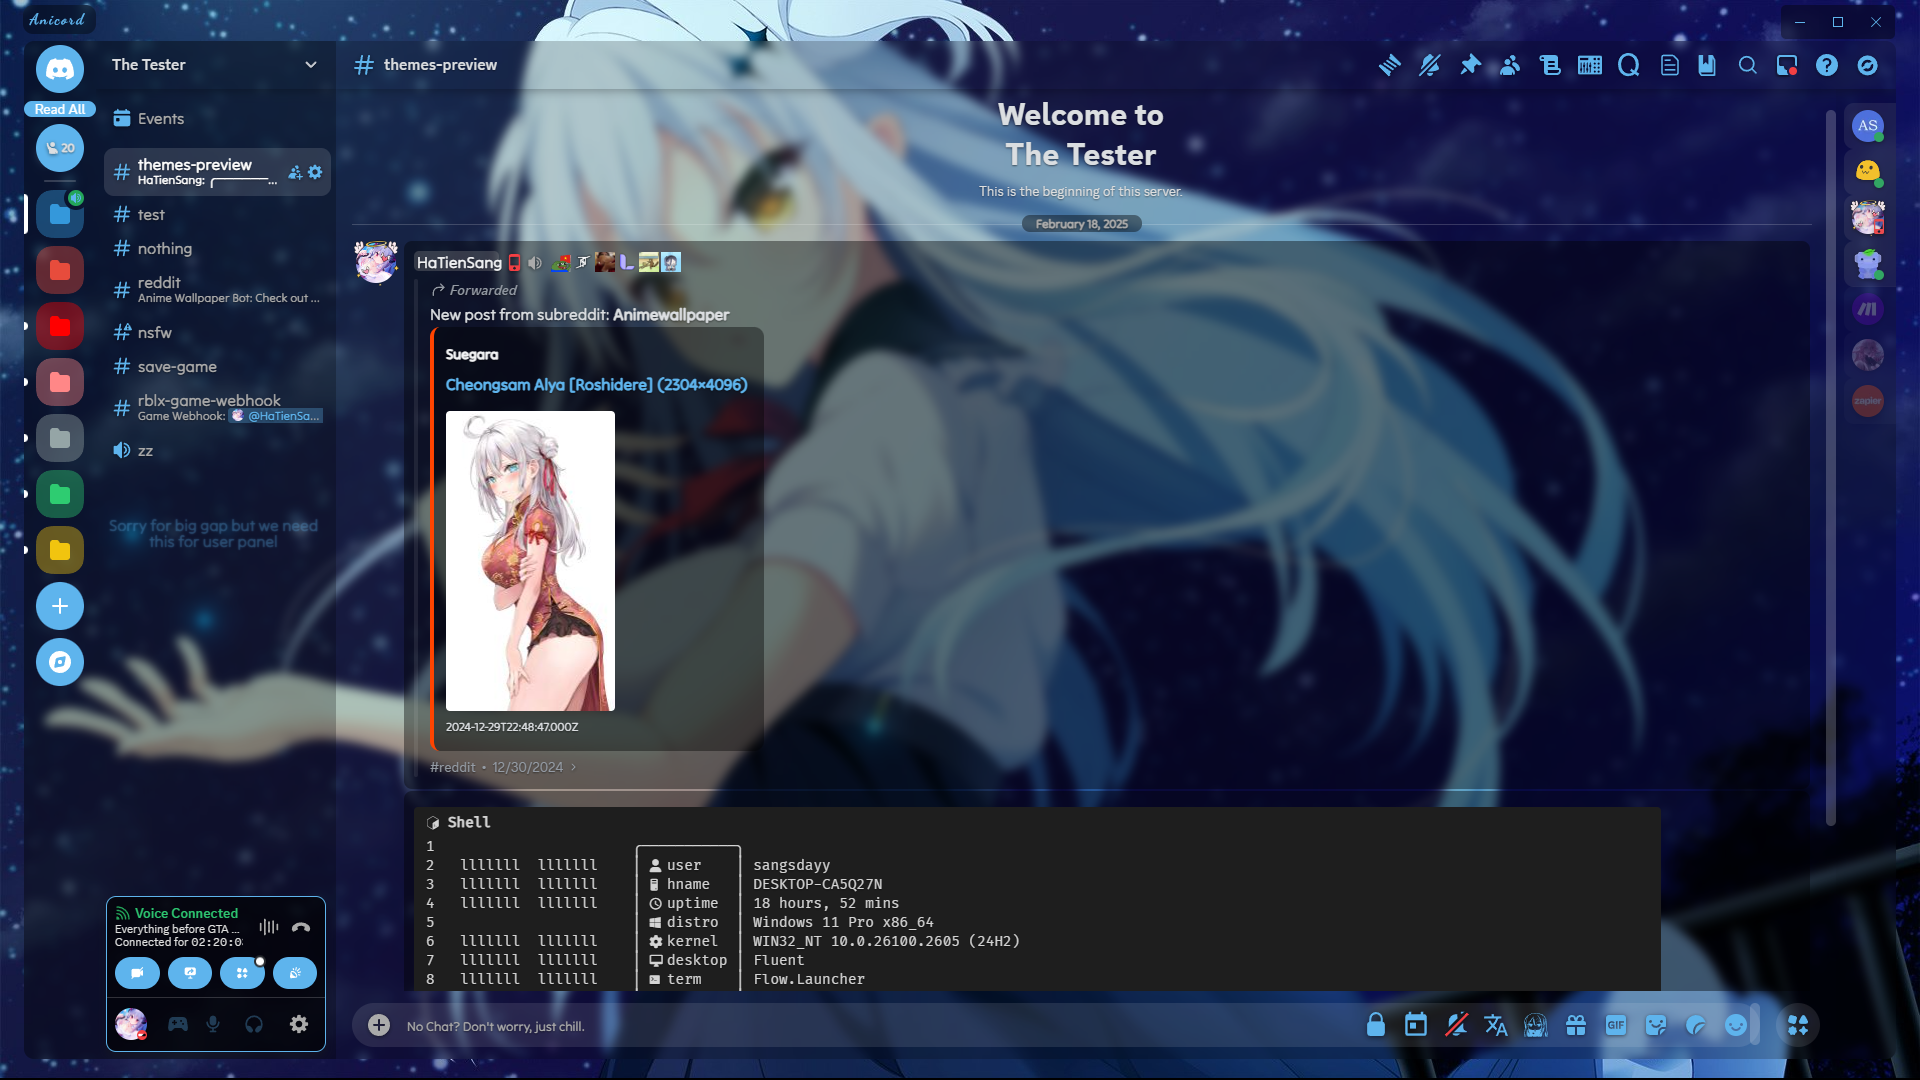 Anicord
The Tester
themes-preview
Read All
Events
20
themes-preview
HaTienSang: ╭────────...
test
nothing
reddit
Anime Wallpaper Bot: Check out ...
nsfw
save-game
rblx-game-webhook
Game Webhook: @HaTienSa...
zz
Sorry for big gap but we need
this for user panel
Voice Connected
Everything before GTA ...
Connected for 02:20:0
Welcome to
The Tester
This is the beginning of this server.
February 18, 2025
HaTienSang
Forwarded
New post from subreddit: Animewallpaper
Suegara
Cheongsam Alya [Roshidere] (2304×4096)
2024-12-29T22:48:47.000Z
#reddit • 12/30/2024 ›
Shell
1
2 lllllll lllllll │ user │ sangsdayy
3 lllllll lllllll │ hname │ DESKTOP-CA5Q27N
4 lllllll lllllll │ uptime │ 18 hours, 52 mins
5 │ distro │ Windows 11 Pro x86_64
6 lllllll lllllll │ kernel │ WIN32_NT 10.0.26100.2605 (24H2)
7 lllllll lllllll │ desktop │ Fluent
8 lllllll lllllll │ term │ Flow.Launcher
No Chat? Don't worry, just chill.
GIF
AS
zapier